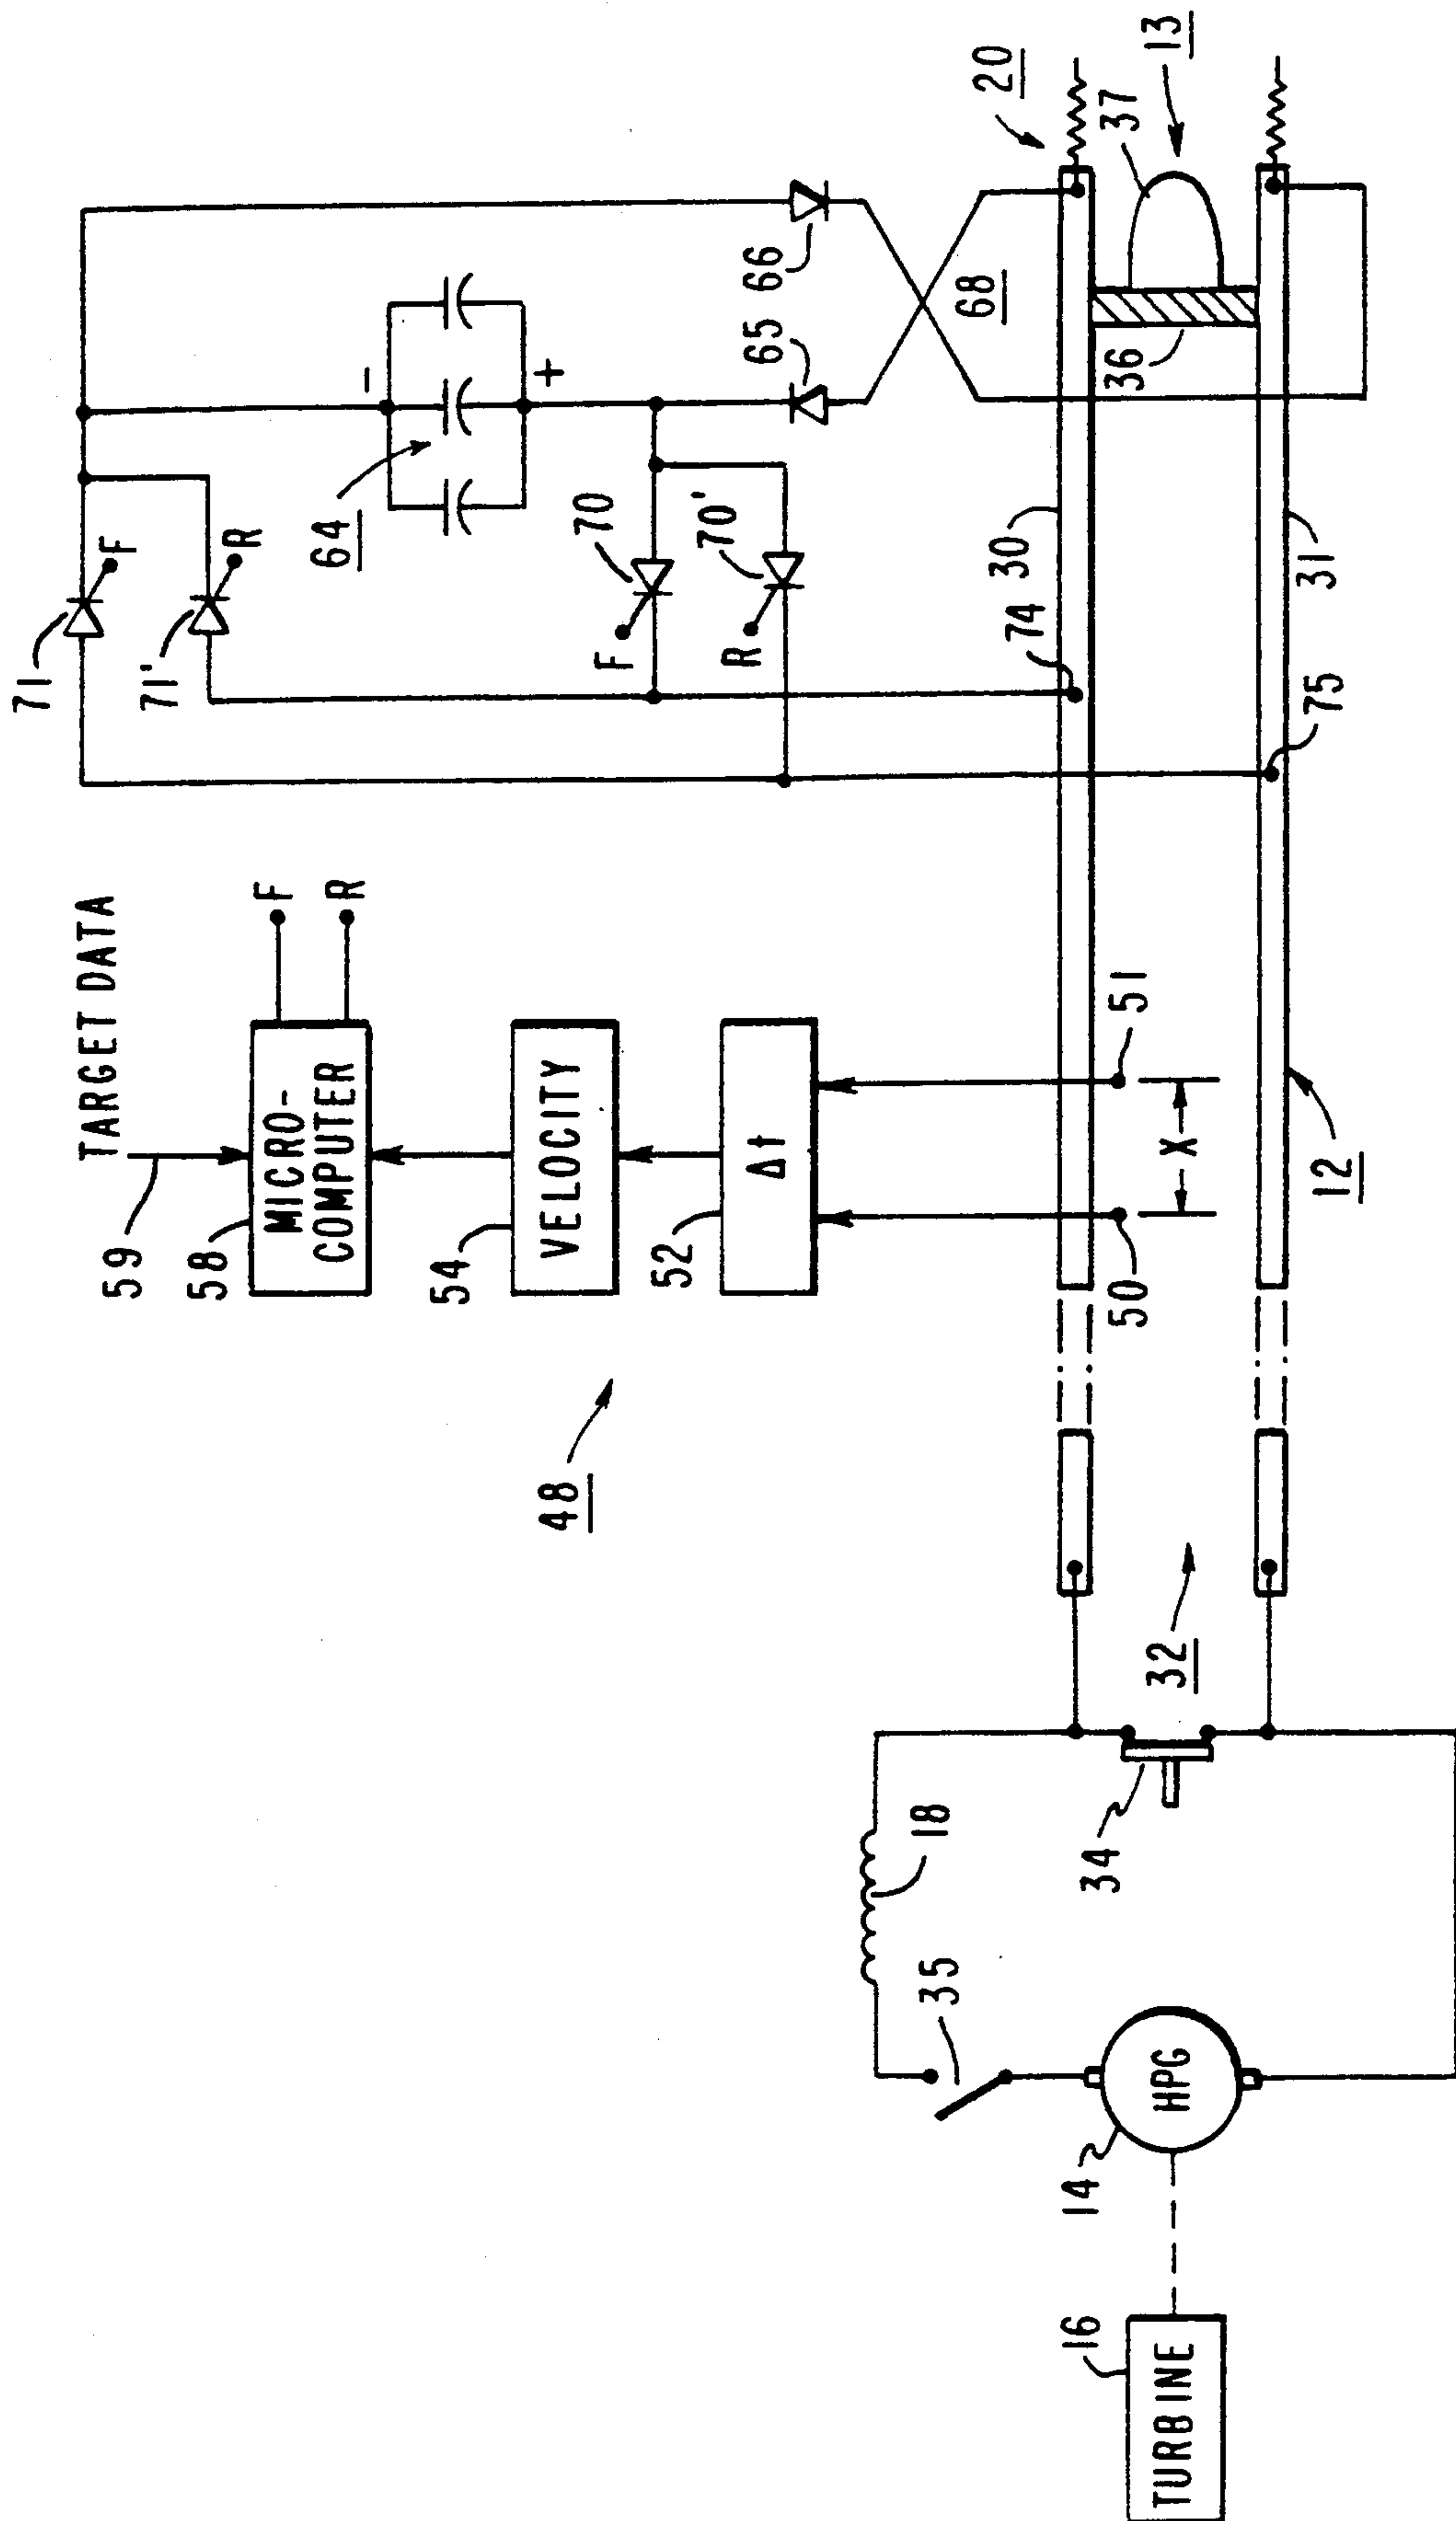 TARGET DATA
59
58
MICRO-
COMPUTER
F
R
71
F
71'
R
64
-
+
54
VELOCITY
70
F
70'
R
65
66
68
52
Δt
48
20
50
51
X
74
30
36
37
13
12
75
31
32
18
35
34
14
HPG
16
TURBINE